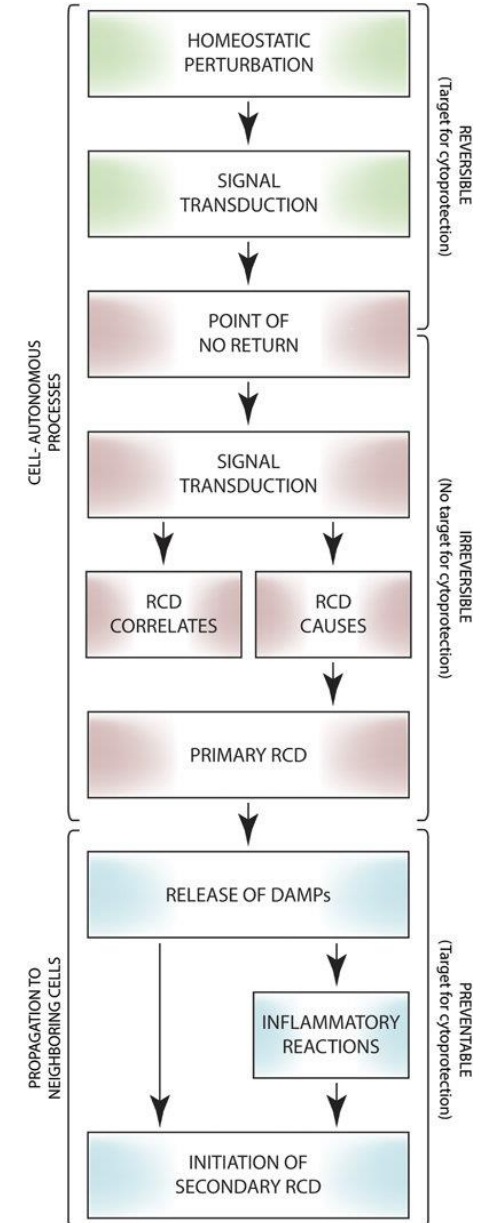 HOMEOSTATIC
PERTURBATION
SIGNAL
TRANSDUCTION
POINT OF
NO RETURN
SIGNAL
TRANSDUCTION
RCD
CORRELATES
RCD
CAUSES
PRIMARY RCD
RELEASE OF DAMPs
INFLAMMATORY
REACTIONS
INITIATION OF
SECONDARY RCD
CELL- AUTONOMOUS
PROCESSES
PROPAGATION TO
NEIGHBORING CELLS
REVERSIBLE
(Target for cytoprotection)
IRREVERSIBLE
(No target for cytoprotection)
PREVENTABLE
(Target for cytoprotection)